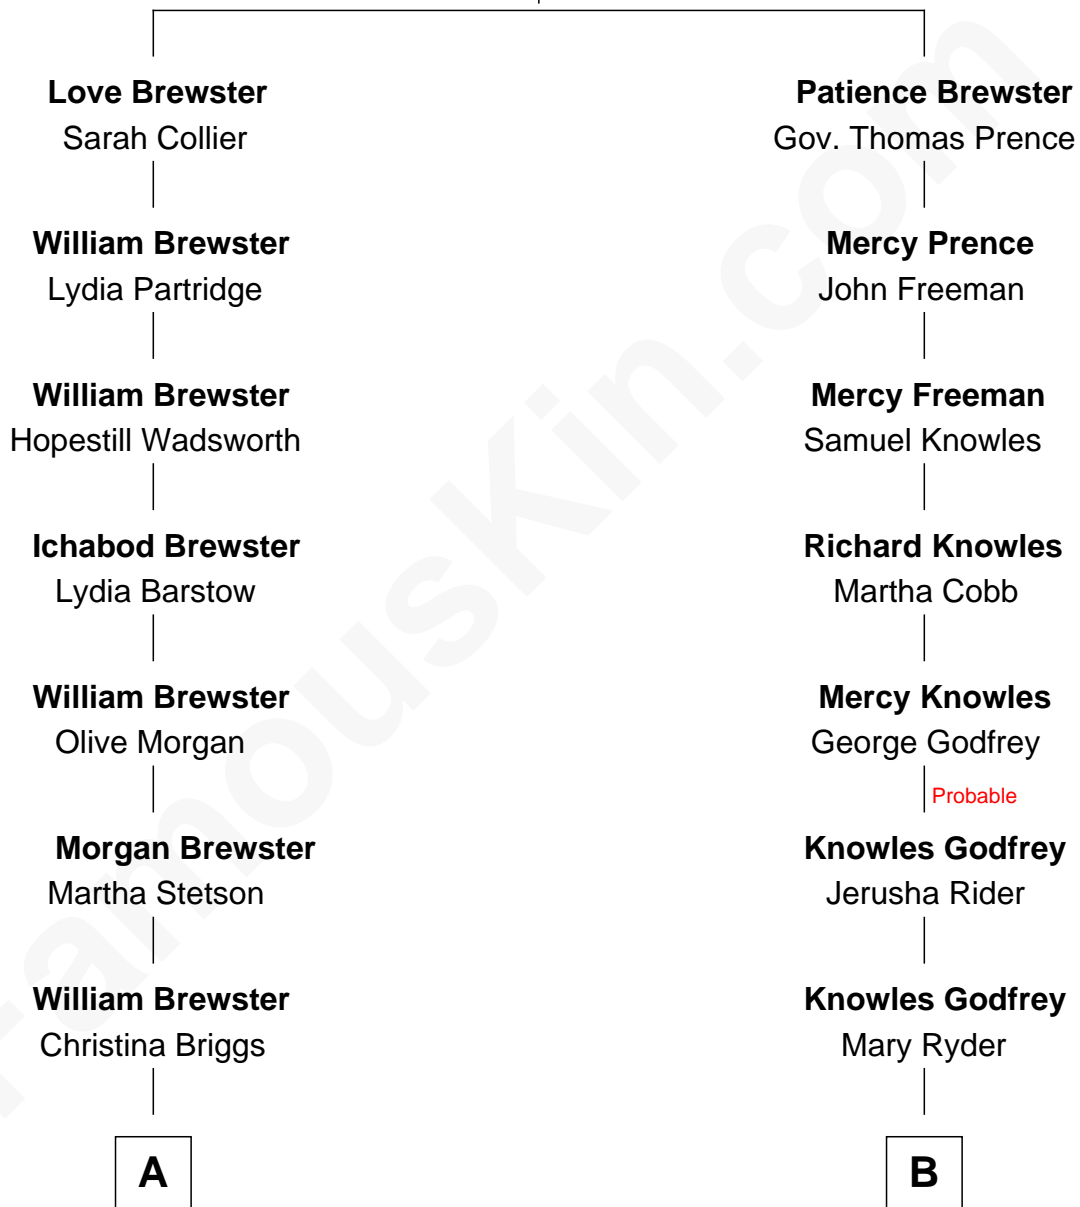 Love Brewster
Sarah Collier
William Brewster
Lydia Partridge
William Brewster
Hopestill Wadsworth
Ichabod Brewster
Lydia Barstow
William Brewster
Olive Morgan
Morgan Brewster
Martha Stetson
William Brewster
Christina Briggs
A
Patience Brewster
Gov. Thomas Prence
Mercy Prence
John Freeman
Mercy Freeman
Samuel Knowles
Richard Knowles
Martha Cobb
Mercy Knowles
George Godfrey
Probable
Knowles Godfrey
Jerusha Rider
Knowles Godfrey
Mary Ryder
B
FamousKin.com